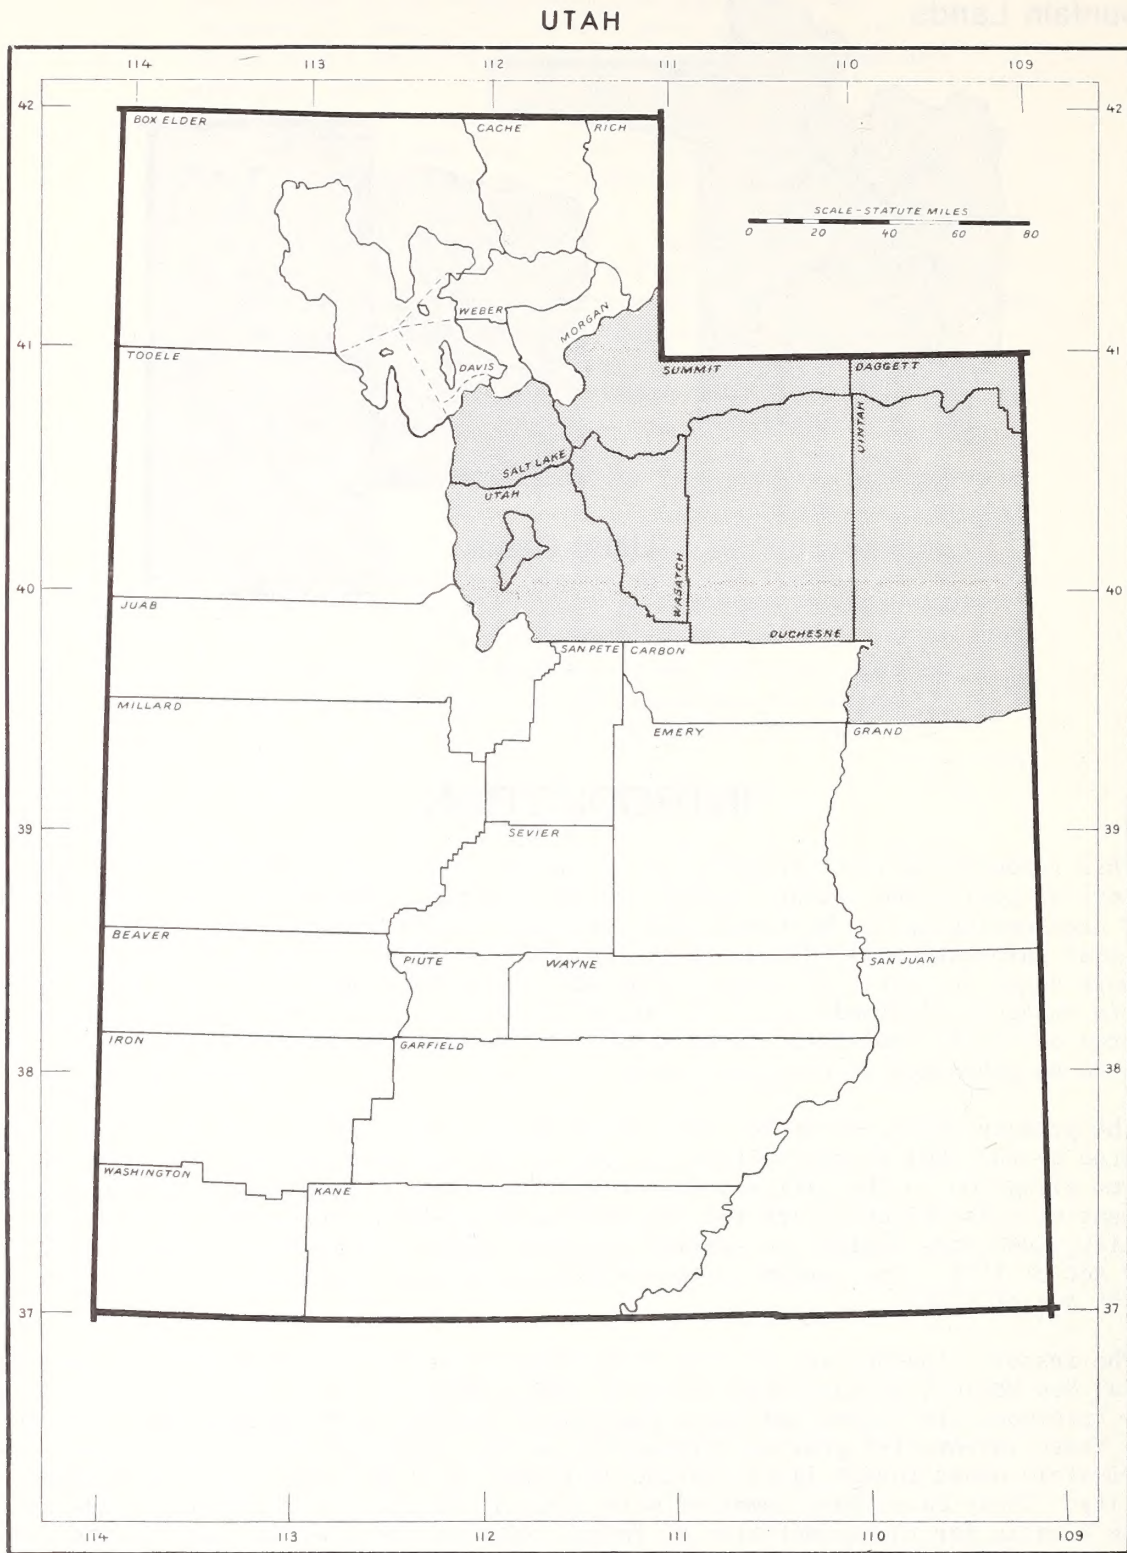 UTAH
114 113 112 111 110 109
42 42
BOX ELDER
CACHE
RICH
SCALE-STATUTE MILES
0 20 40 60 80
WEBER
MORGAN
41 41
TOOELE
DAVIS
SUMMIT
DAGGETT
UINTAH
SALT LAKE
UTAH
WASATCH
40 40
JUAB
DUCHESNE
SAN PETE
CARBON
MILLARD
EMERY
GRAND
39 39
SEVIER
BEAVER
PIUTE
WAYNE
SAN JUAN
IRON
GARFIELD
38 38
WASHINGTON
KANE
37 37
114 113 112 111 110 109